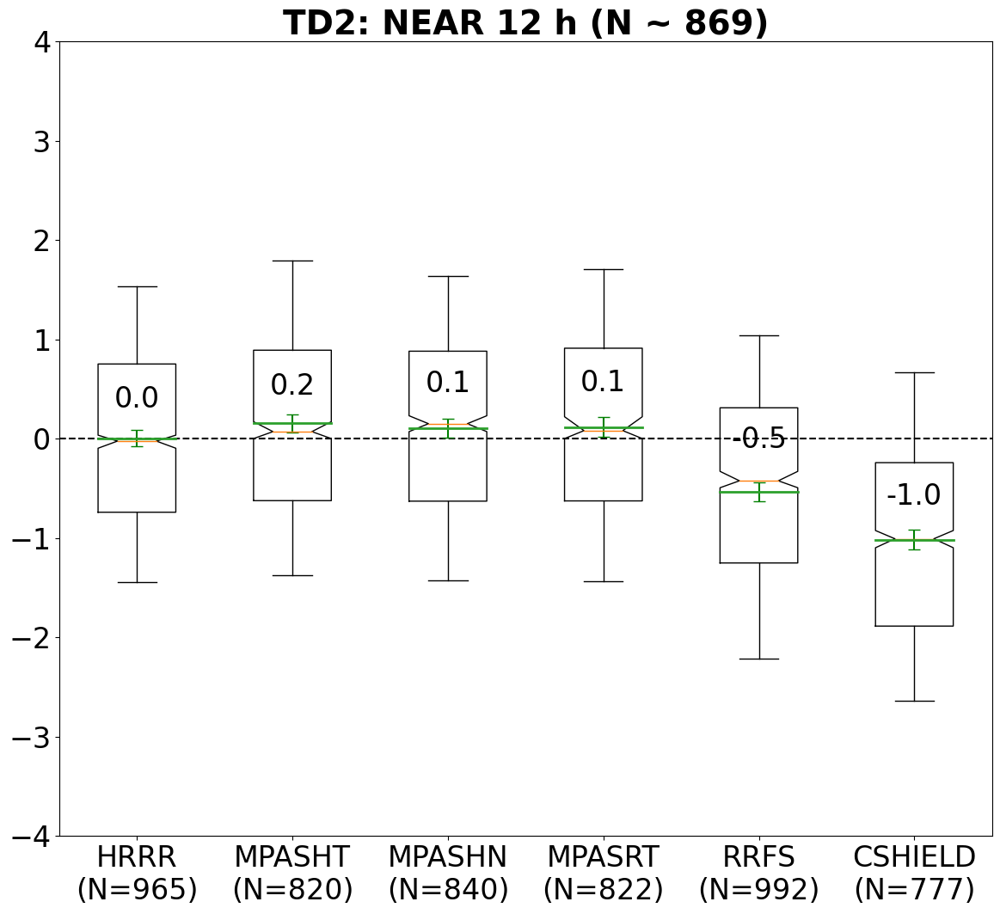 TD2: NEAR 12 h (N ~ 869)
4
3
2
1
0
−1
−2
−3
−4
0.0
0.2
0.1
0.1
-0.5
-1.0
HRRR
(N=965)
MPASHT
(N=820)
MPASHN
(N=840)
MPASRT
(N=822)
RRFS
(N=992)
CSHIELD
(N=777)